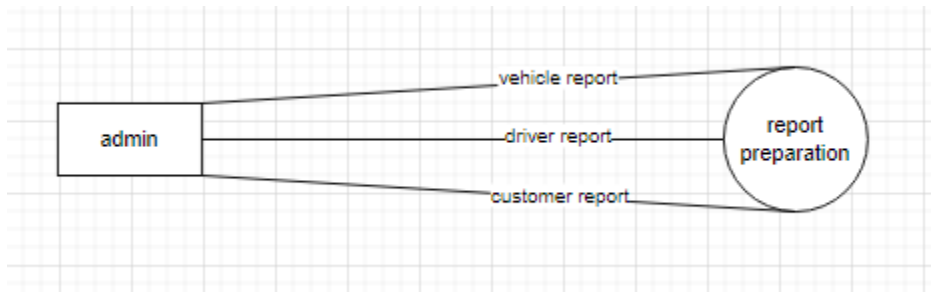 vehicle report
admin
driver report
report
preparation
customer report